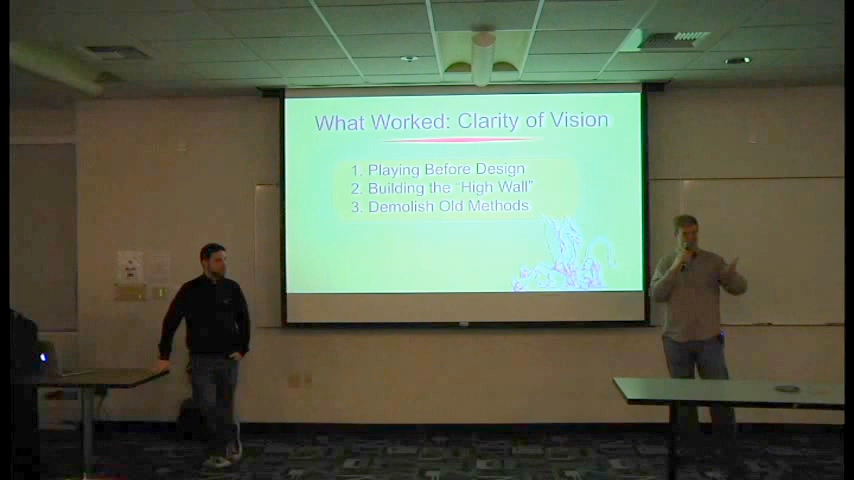 What Worked: Clarity of Vision
1. Playing Before Design
2. Building the "High Wall"
3. Demolish Old Methods